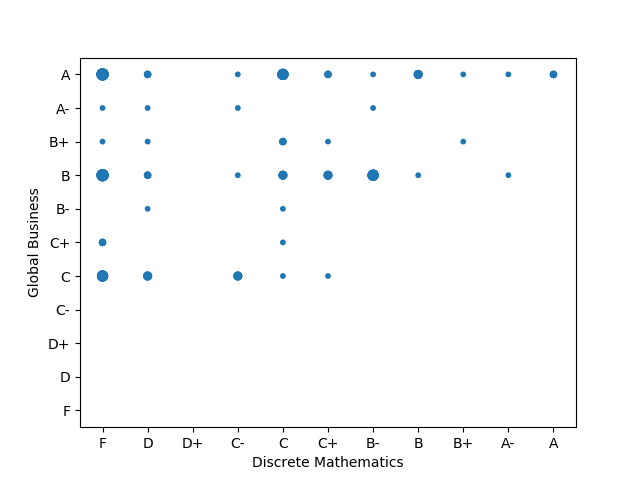 A
A-
B+
B
B-
C+
C
C-
D+
D
F
Global Business
F D D+ C- C C+ B- B B+ A- A
Discrete Mathematics